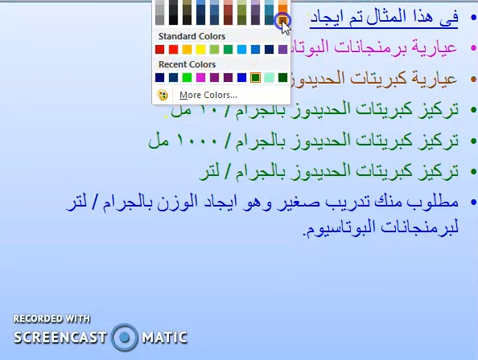 في هذا المثال تم ايجاد
عيارية برمنجانات البوتا
عيارية كبريتات الحديدوز
تركيز كبريتات الحديدوز بالجرام / ١٠ مل.
تركيز كبريتات الحديدوز بالجرام / ١٠٠٠ مل
تركيز كبريتات الحديدوز بالجرام / لتر
مطلوب منك تدريب صغير وهو ايجاد الوزن بالجرام / لتر
لبرمنجانات البوتاسيوم.
Standard Colors
Recent Colors
More Colors...
RECORDED WITH
SCREENCAST MATIC